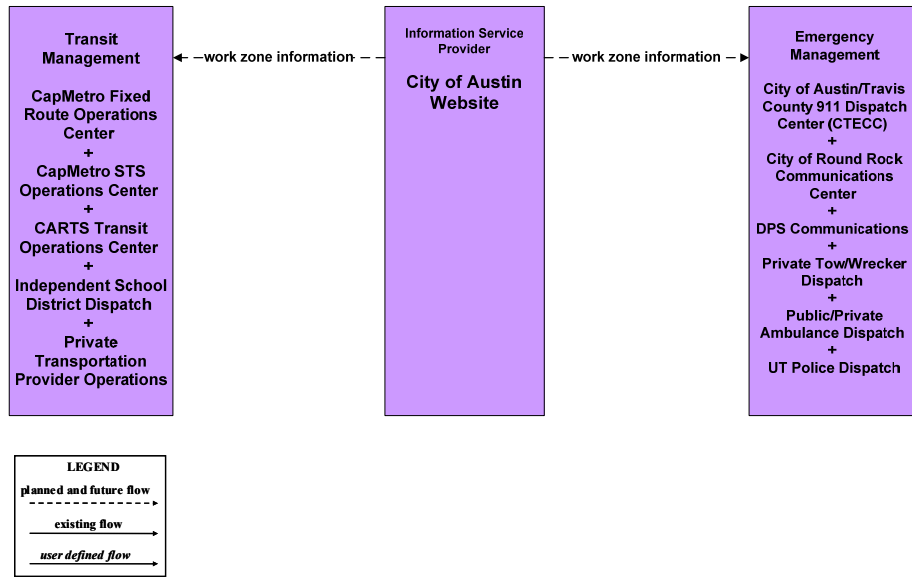 Transit
Management
CapMetro Fixed
Route Operations
Center
+
CapMetro STS
Operations Center
+
CARTS Transit
Operations Center
+
Independent School
District Dispatch
+
Private
Transportation
Provider Operations
work zone information
Information Service
Provider
City of Austin
Website
work zone information
Emergency
Management
City of Austin/Travis
County 911 Dispatch
Center (CTECC)
+
City of Round Rock
Communications
Center
+
DPS Communications
+
Private Tow/Wrecker
Dispatch
+
Public/Private
Ambulance Dispatch
+
UT Police Dispatch
LEGEND
planned and future flow
existing flow
user defined flow